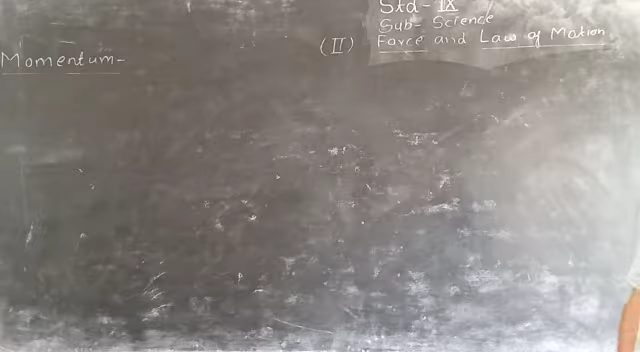 Std - IX
Sub - Science
(II) Force and Law of Motion
Momentum-